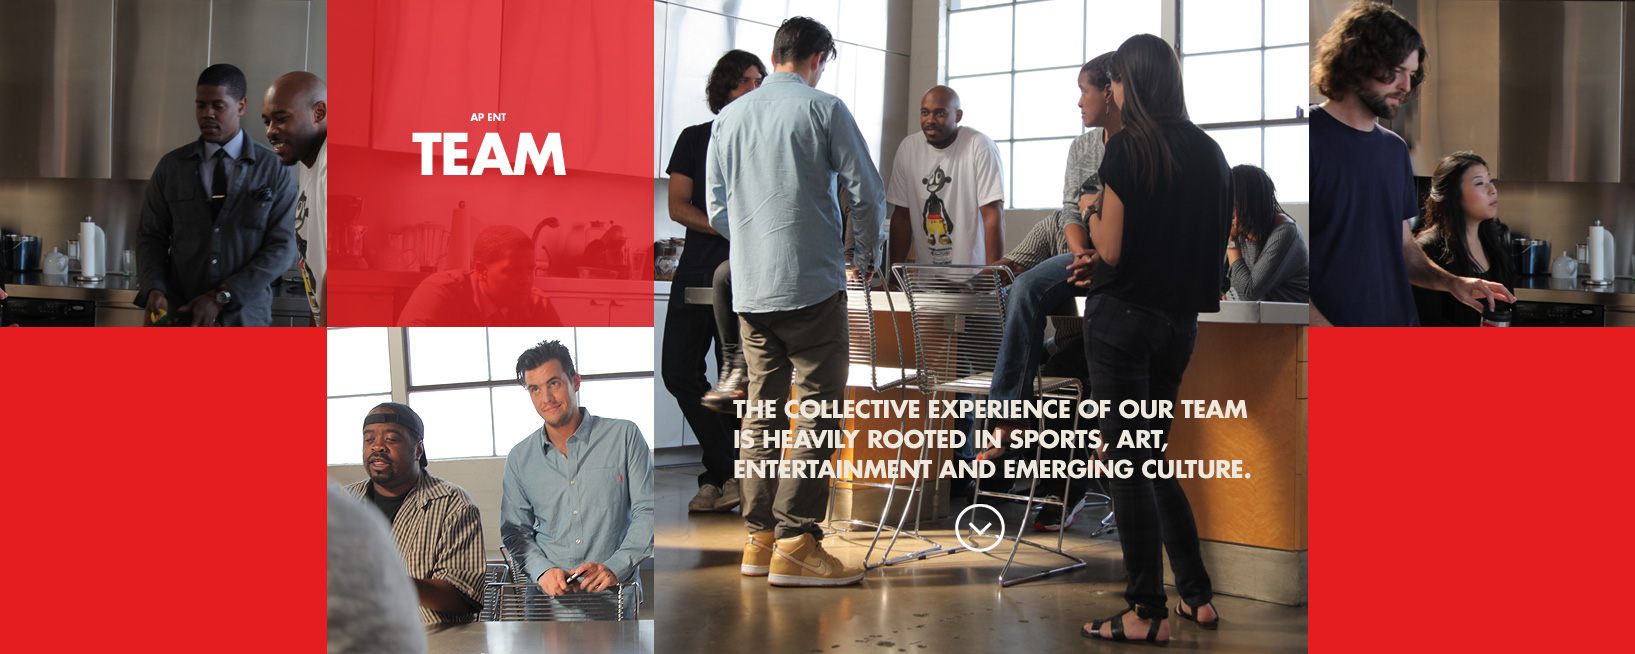 AP ENT
TEAM
THE COLLECTIVE EXPERIENCE OF OUR TEAM
IS HEAVILY ROOTED IN SPORTS, ART,
ENTERTAINMENT AND EMERGING CULTURE.